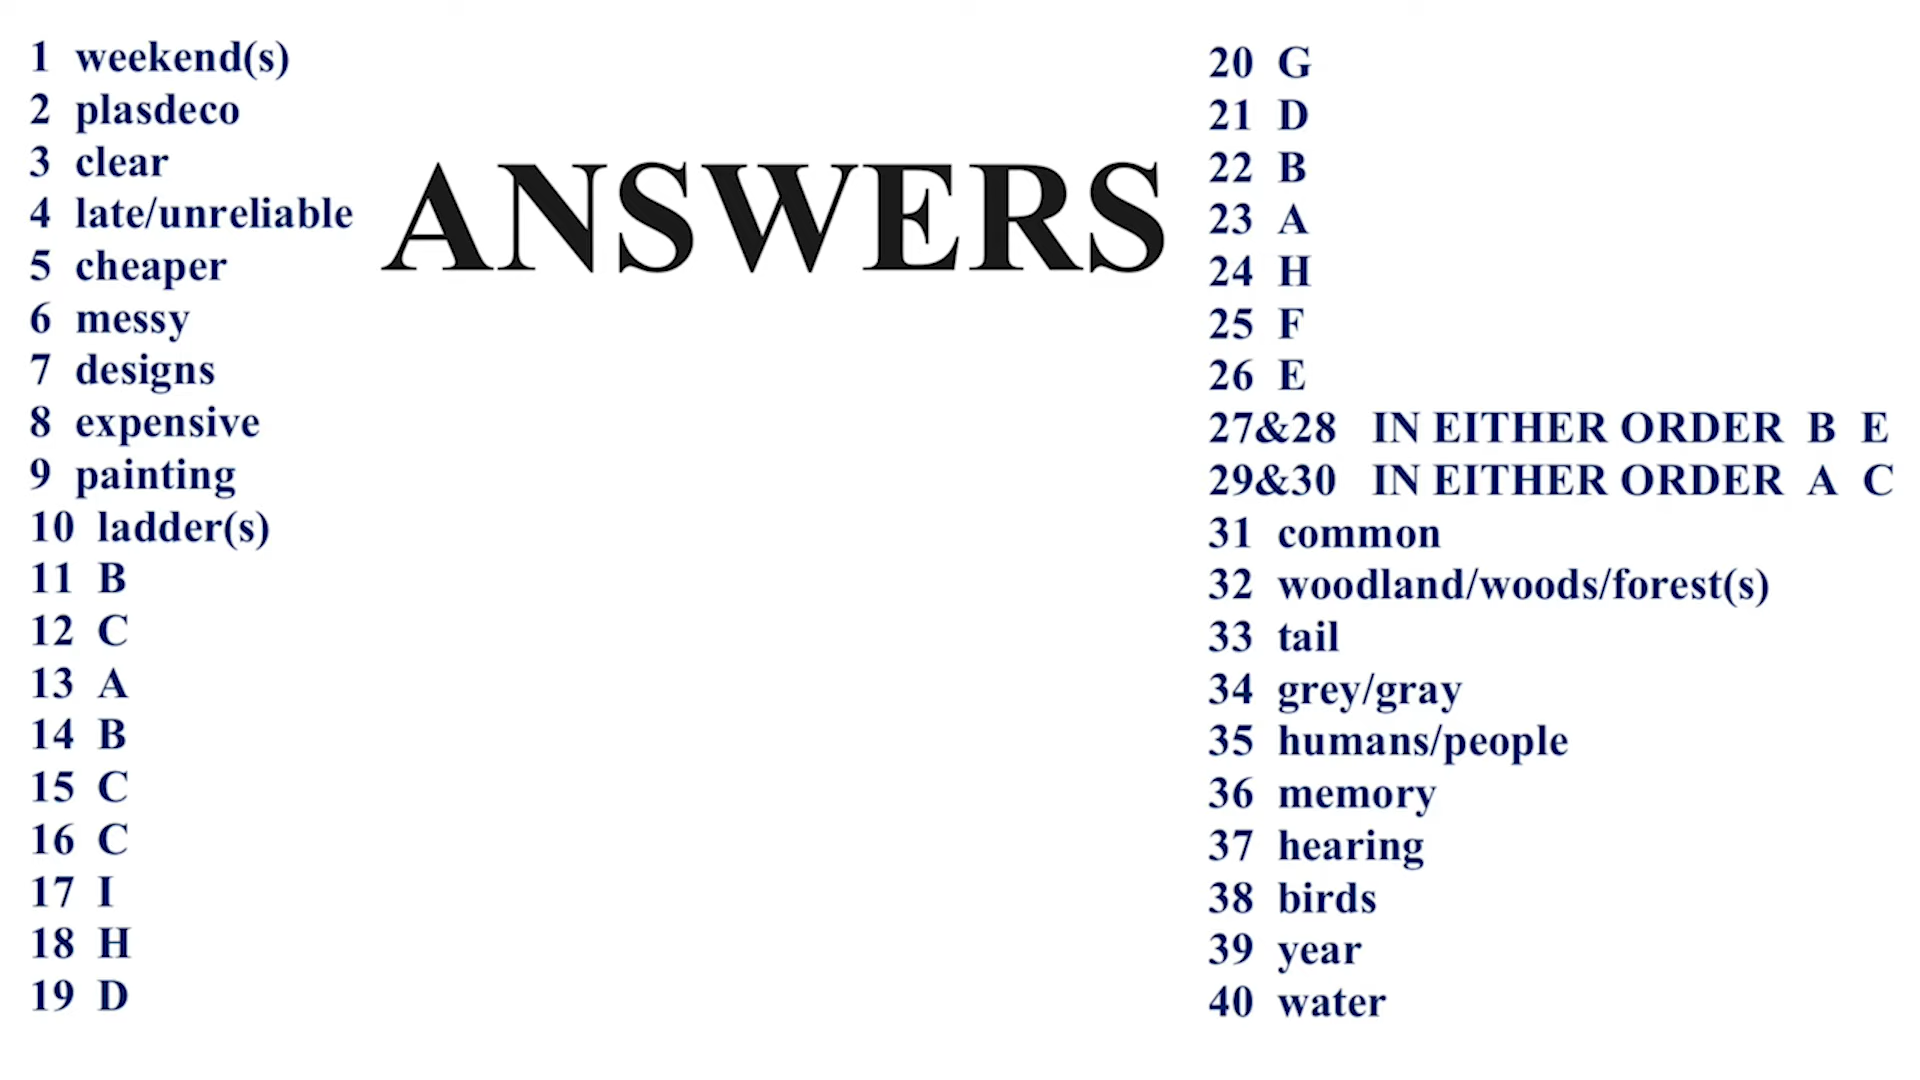 1 weekend(s)
2 plasdeco
3 clear
4 late/unreliable
5 cheaper
6 messy
7 designs
8 expensive
9 painting
10 ladder(s)
11 B
12 C
13 A
14 B
15 C
16 C
17 I
18 H
19 D
ANSWERS
20 G
21 D
22 B
23 A
24 H
25 F
26 E
27&28 IN EITHER ORDER B E
29&30 IN EITHER ORDER A C
31 common
32 woodland/woods/forest(s)
33 tail
34 grey/gray
35 humans/people
36 memory
37 hearing
38 birds
39 year
40 water